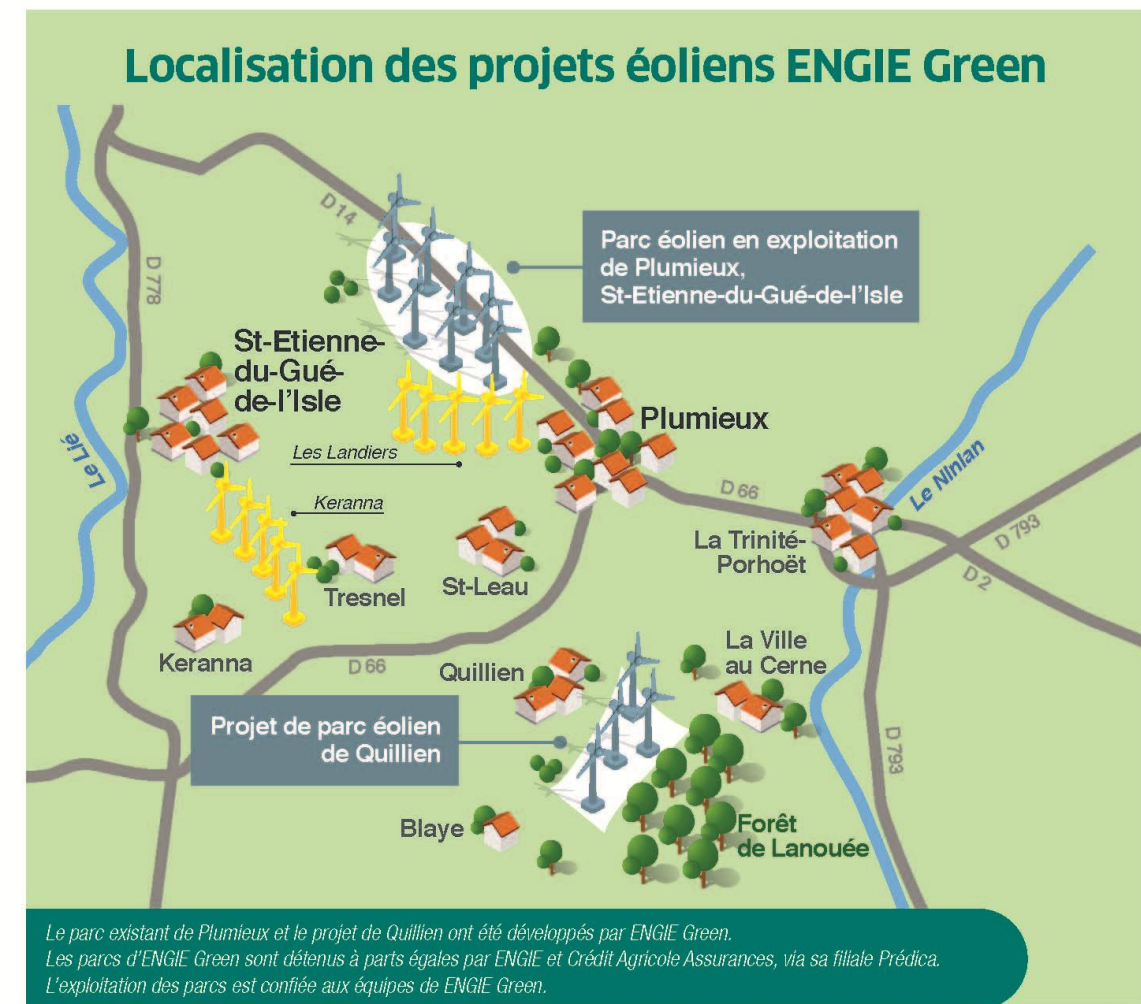 Localisation des projets éoliens ENGIE Green
D 14
Parc éolien en exploitation
de Plumieux,
St-Etienne-du-Gué-de-l'Isle
D 778
St-Etienne-
du-Gué-
de-l'Isle
Plumieux
Le Lié
Les Landiers
Le Ninian
Keranna
D 66
D 793
La Trinité-
Porhoët
D 2
Tresnel
St-Leau
Keranna
D 66
Quillien
La Ville
au Cerne
Projet de parc éolien
de Quillien
D 793
Blaye
Forêt
de Lanouée
Le parc existant de Plumieux et le projet de Quillien ont été développés par ENGIE Green.
Les parcs d'ENGIE Green sont détenus à parts égales par ENGIE et Crédit Agricole Assurances, via sa filiale Prédica.
L'exploitation des parcs est confiée aux équipes de ENGIE Green.